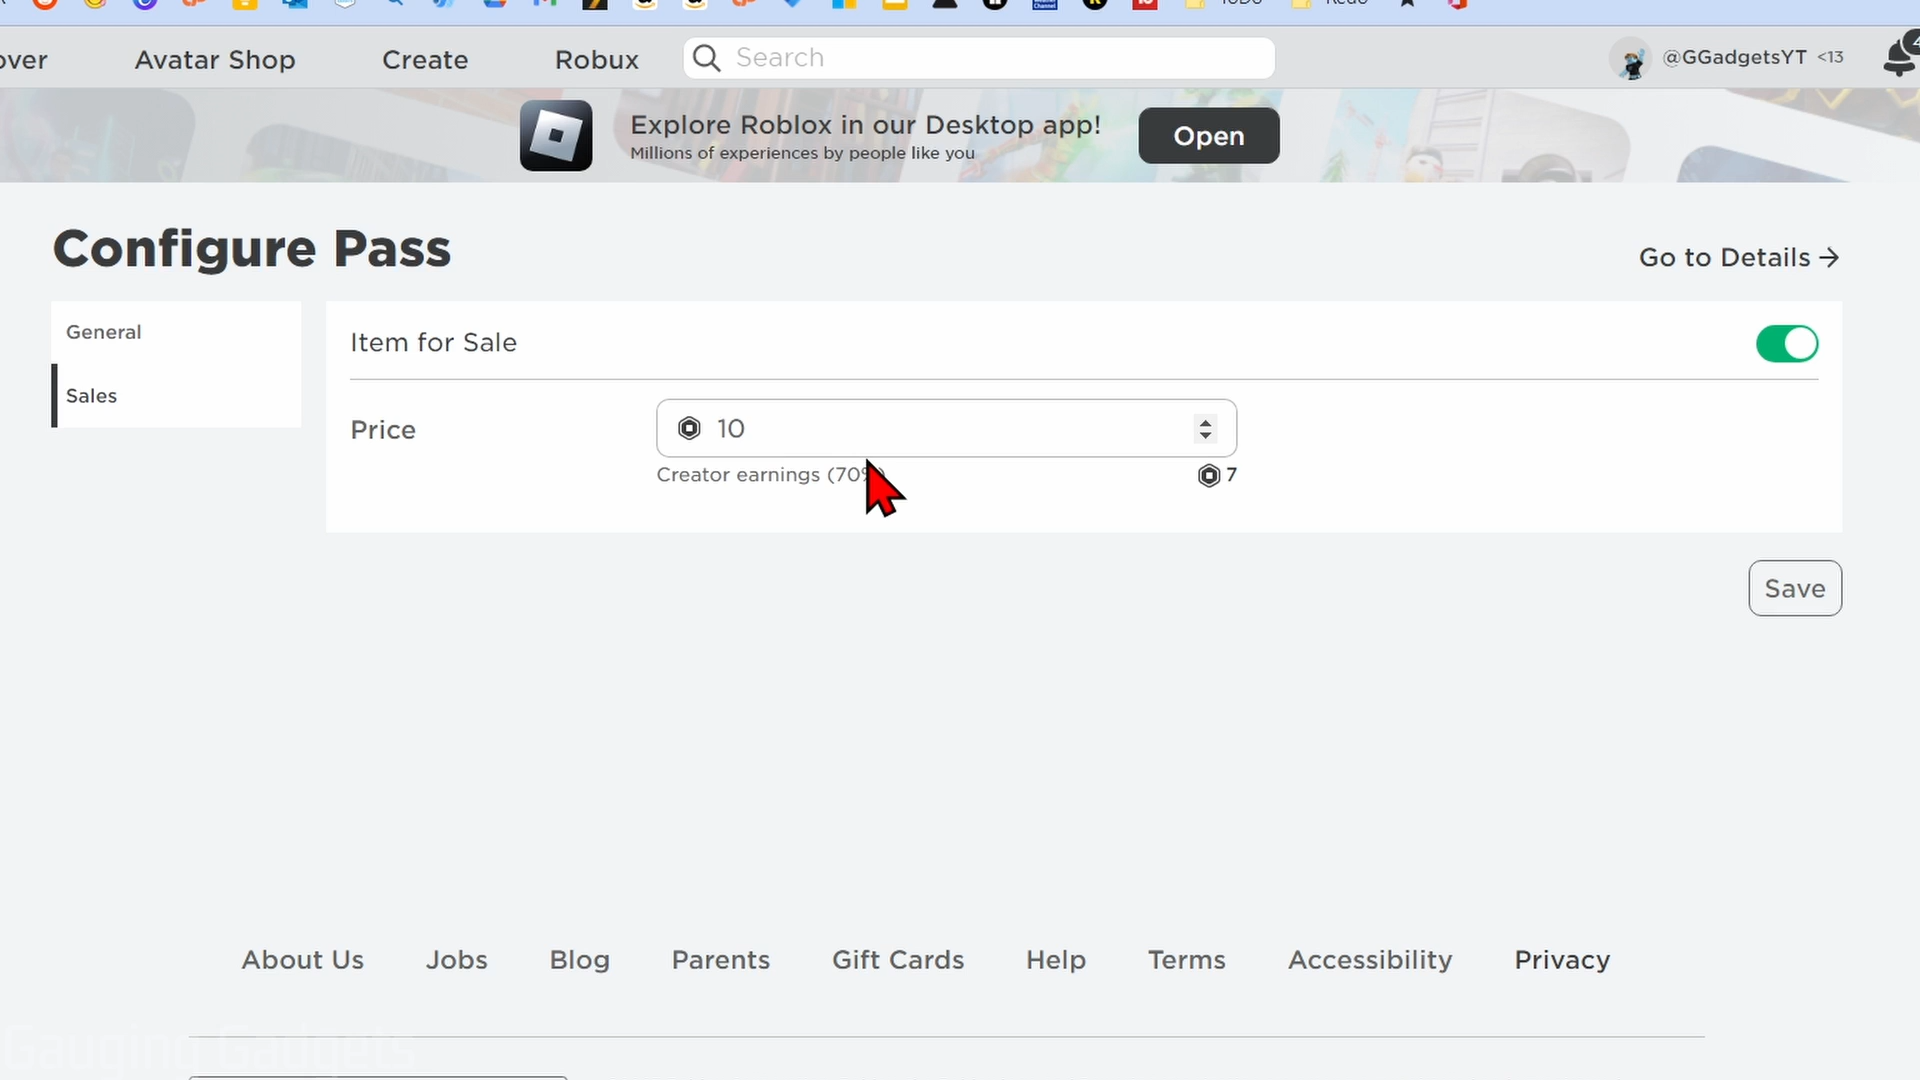 Avatar Shop
Create
Robux
Search
@GGadgetsYT <13
Explore Roblox in our Desktop app!
Millions of experiences by people like you
Open
Configure Pass
Go to Details
General
Sales
Item for Sale
Price
10
Creator earnings (70%)
7
Save
About Us
Jobs
Blog
Parents
Gift Cards
Help
Terms
Accessibility
Privacy
Gauging Gadgets